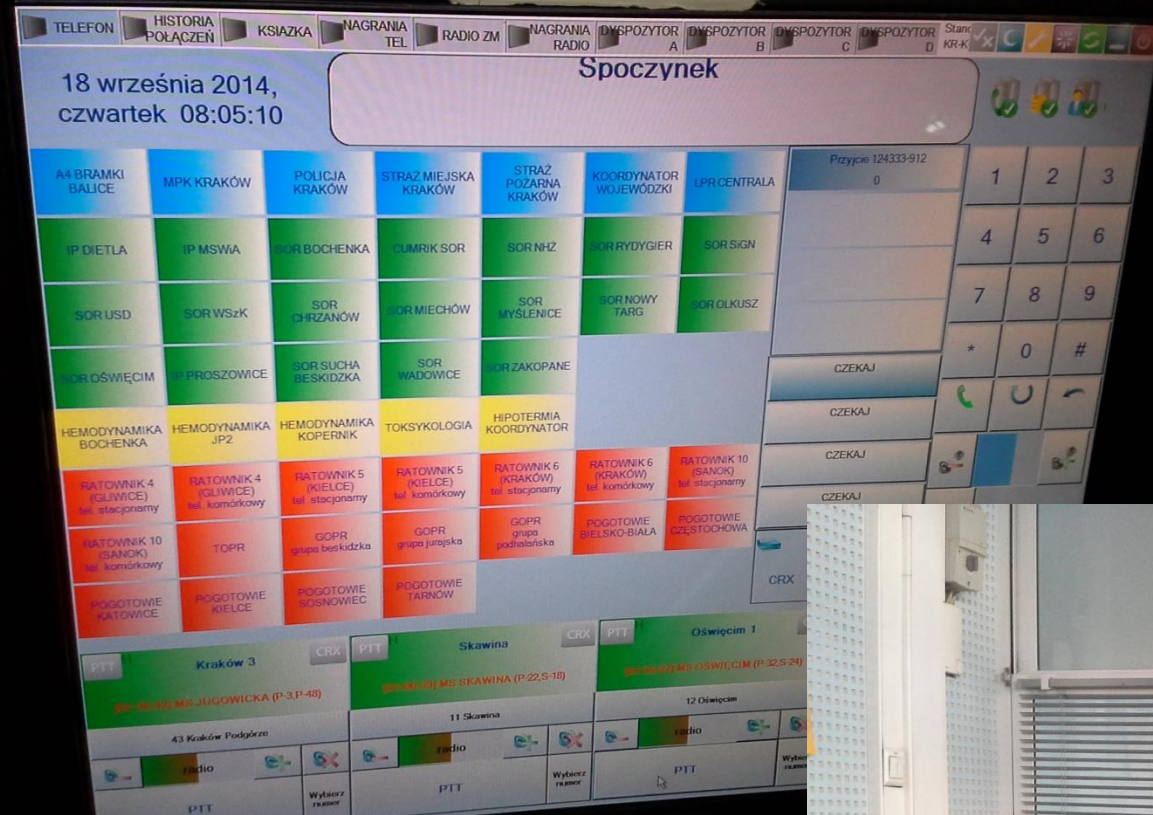 TELEFON
HISTORIA
POŁĄCZEŃ
KSIAZKA
NAGRANIA
TEL
RADIO ZM
NAGRANIA
RADIO
DYSPOZYTOR
A
DYSPOZYTOR
B
DYSPOZYTOR
C
DYSPOZYTOR
D
18 września 2014,
czwartek 08:05:10
Spoczynek
A4 BRAMKI
BALICE
MPK KRAKÓW
POLICJA
KRAKÓW
STRAŻ MIEJSKA
KRAKÓW
STRAŻ
POŻARNA
KRAKÓW
KOORDYNATOR
WOJEWÓDZKI
LPR CENTRALA
IP DIETLA
IP MSWiA
SOR BOCHENKA
CUMRIK SOR
SOR NHŻ
SOR RYDYGIER
SOR SiGN
SOR USD
SOR WSzK
SOR
CHRZANÓW
SOR MIECHÓW
SOR
MYŚLENICE
SOR NOWY
TARG
SOR OLKUSZ
SOR OŚWIĘCIM
IP PROSZOWICE
SOR SUCHA
BESKIDZKA
SOR
WADOWICE
SOR ZAKOPANE
HEMODYNAMIKA
BOCHENKA
HEMODYNAMIKA
JP2
HEMODYNAMIKA
KOPERNIK
TOKSYKOLOGIA
HIPOTERMIA
KOORDYNATOR
RATOWNIK 4
(GLIWICE)
tel. stacjonarny
RATOWNIK 4
(GLIWICE)
tel. komórkowy
RATOWNIK 5
(KIELCE)
tel. stacjonarny
RATOWNIK 5
(KIELCE)
tel. komórkowy
RATOWNIK 6
(KRAKÓW)
tel. stacjonarny
RATOWNIK 6
(KRAKÓW)
tel. komórkowy
RATOWNIK 10
(SANOK)
tel. stacjonarny
RATOWNIK 10
(SANOK)
tel. komórkowy
TOPR
GOPR
grupa beskidzka
GOPR
grupa jurajska
GOPR
grupa
podhalańska
POGOTOWIE
BIELSKO-BIAŁA
POGOTOWIE
CZĘSTOCHOWA
POGOTOWIE
KATOWICE
POGOTOWIE
KIELCE
POGOTOWIE
SOSNOWIEC
POGOTOWIE
TARNÓW
Przyjcie 124333-912
0
CZEKAJ
CZEKAJ
CZEKAJ
CZEKAJ
CRX
1 2 3
4 5 6
7 8 9
* 0 #
PTT
Kraków 3
CRX
MS JUGOWICKA (P-3,P-48)
43 Kraków Podgórze
radio
PTT
Wybierz
numer
PTT
Skawina
CRX
MS SKAWINA (P-22,S-18)
11 Skawina
radio
PTT
Wybierz
numer
PTT
Oświęcim 1
MS OŚWIĘCIM (P-32,S-24)
12 Oświęcim
radio
PTT